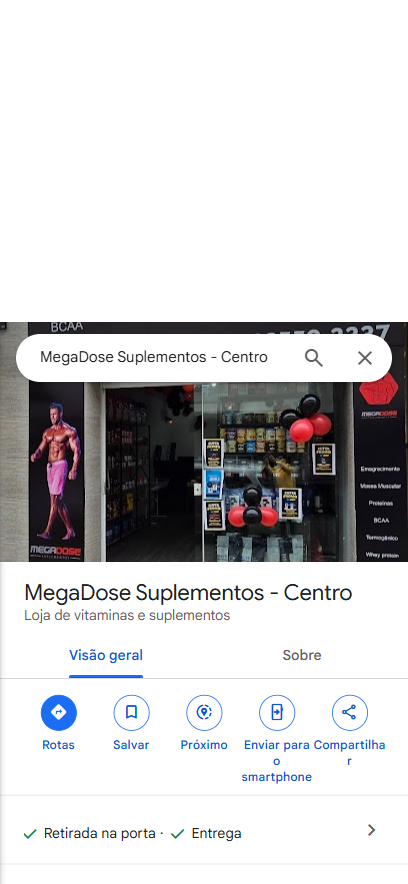 BCAA
MegaDose Suplementos - Centro
MEGADOSE
Emagrecimento
Massa Muscular
Proteínas
BCAA
Termogênico
Whey protein
MEGADOSE
MegaDose Suplementos - Centro
Loja de vitaminas e suplementos
Visão geral
Sobre
Rotas
Salvar
Próximo
Enviar para
o
smartphone
Compartilha
r
Retirada na porta ·
Entrega